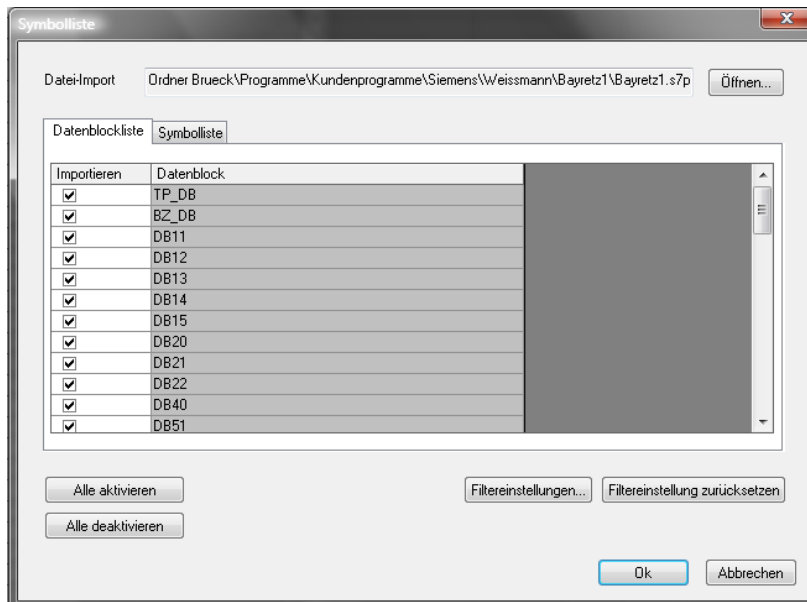 Symbolliste
Datei-Import Ordner Brueck\Programme\Kundenprogramme\Siemens\Weissmann\Bayretz1\Bayretz1.s7p Öffnen...
Datenblockliste Symbolliste
Importieren Datenblock
TP_DB
BZ_DB
DB11
DB12
DB13
DB14
DB15
DB20
DB21
DB22
DB40
DB51
Alle aktivieren Filtereinstellungen... Filtereinstellung zurücksetzen
Alle deaktivieren
Ok Abbrechen